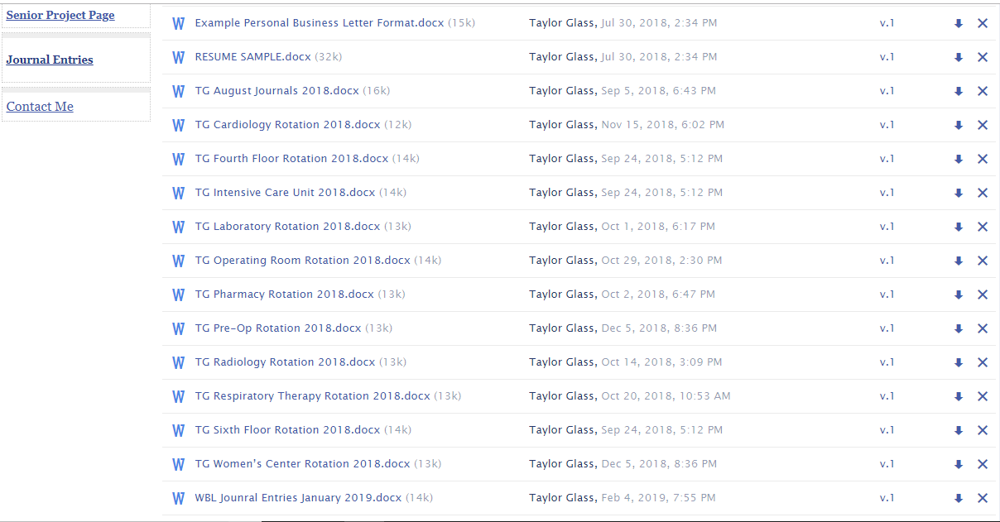 Senior Project Page
Journal Entries
Contact Me
Example Personal Business Letter Format.docx (15k) Taylor Glass, Jul 30, 2018, 2:34 PM v.1
RESUME SAMPLE.docx (32k) Taylor Glass, Jul 30, 2018, 2:34 PM v.1
TG August Journals 2018.docx (16k) Taylor Glass, Sep 5, 2018, 6:43 PM v.1
TG Cardiology Rotation 2018.docx (12k) Taylor Glass, Nov 15, 2018, 6:02 PM v.1
TG Fourth Floor Rotation 2018.docx (14k) Taylor Glass, Sep 24, 2018, 5:12 PM v.1
TG Intensive Care Unit 2018.docx (14k) Taylor Glass, Sep 24, 2018, 5:12 PM v.1
TG Laboratory Rotation 2018.docx (13k) Taylor Glass, Oct 1, 2018, 6:17 PM v.1
TG Operating Room Rotation 2018.docx (14k) Taylor Glass, Oct 29, 2018, 2:30 PM v.1
TG Pharmacy Rotation 2018.docx (13k) Taylor Glass, Oct 2, 2018, 6:47 PM v.1
TG Pre-Op Rotation 2018.docx (13k) Taylor Glass, Dec 5, 2018, 8:36 PM v.1
TG Radiology Rotation 2018.docx (13k) Taylor Glass, Oct 14, 2018, 3:09 PM v.1
TG Respiratory Therapy Rotation 2018.docx (13k) Taylor Glass, Oct 20, 2018, 10:53 AM v.1
TG Sixth Floor Rotation 2018.docx (14k) Taylor Glass, Sep 24, 2018, 5:12 PM v.1
TG Women's Center Rotation 2018.docx (13k) Taylor Glass, Dec 5, 2018, 8:36 PM v.1
WBL Jounral Entries January 2019.docx (14k) Taylor Glass, Feb 4, 2019, 7:55 PM v.1